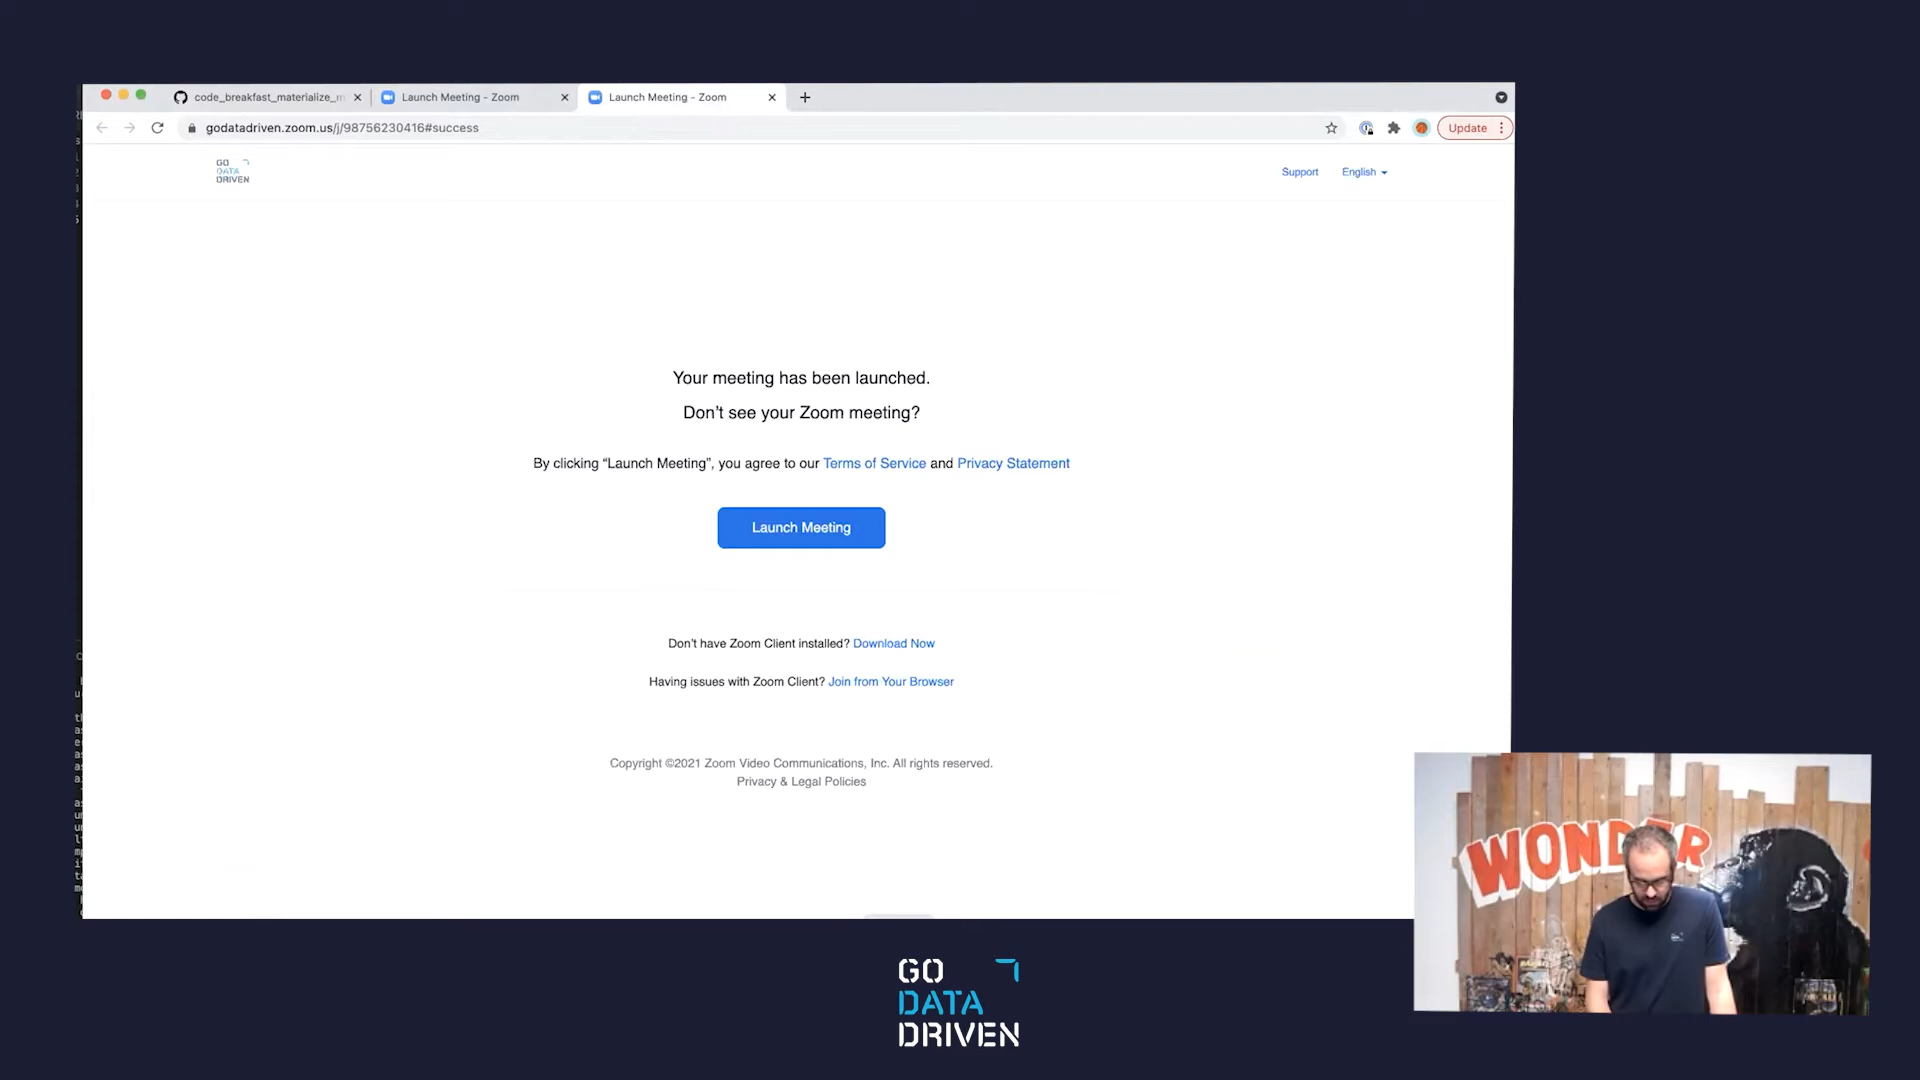 code_breakfast_materialize_m
Launch Meeting - Zoom
Launch Meeting - Zoom
godatadriven.zoom.us/j/98756230416#success
Update
GO
DATA
DRIVEN
Support
English
Your meeting has been launched.
Don't see your Zoom meeting?
By clicking “Launch Meeting”, you agree to our Terms of Service and Privacy Statement
Launch Meeting
Don't have Zoom Client installed? Download Now
Having issues with Zoom Client? Join from Your Browser
Copyright ©2021 Zoom Video Communications, Inc. All rights reserved.
Privacy & Legal Policies
WONDER
GO
DATA
DRIVEN